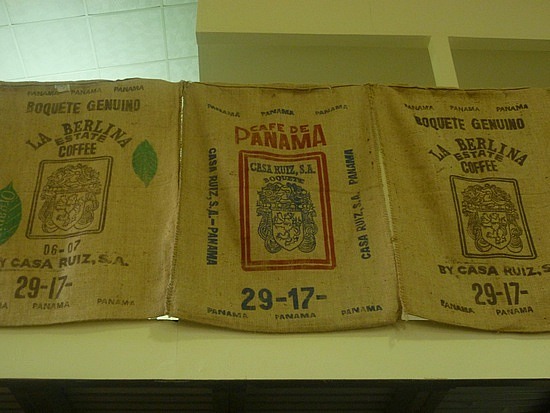 PANAMA PANAMA PANAMA
BOQUETE GENUINO
LA BERLINA
ESTATE
COFFEE
06-07
BY CASA RUIZ, S.A.
29-17-
PANAMA PANAMA
PANAMA PANAMA PANAMA
CAFE DE
PANAMA
CASA RUIZ, S.A.
BOQUETE
CASA RUIZ, S.A.-PANAMA
CASA RUIZ, S.A. PANAMA
29-17-
PANAMA PANAMA PANAMA
PANAMA PANAMA PANAMA
BOQUETE GENUINO
LA BERLINA
ESTATE
COFFEE
BY CASA RUIZ, S
29-17-
PANAMA PANAMA